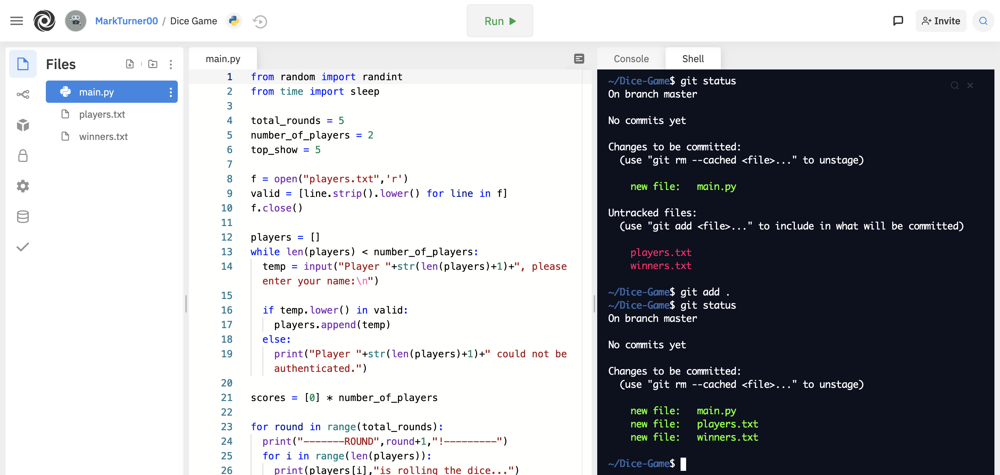 MarkTurner00 / Dice Game
Run
Invite
Files
main.py
players.txt
winners.txt
main.py
1 from random import randint
2 from time import sleep
3
4 total_rounds = 5
5 number_of_players = 2
6 top_show = 5
7
8 f = open("players.txt",'r')
9 valid = [line.strip().lower() for line in f]
10 f.close()
11
12 players = []
13 while len(players) < number_of_players:
14 temp = input("Player "+str(len(players)+1)+", please
enter your name:\n")
15
16 if temp.lower() in valid:
17 players.append(temp)
18 else:
19 print("Player "+str(len(players)+1)+" could not be
authenticated.")
20
21 scores = [0] * number_of_players
22
23 for round in range(total_rounds):
24 print("-------ROUND",round+1,"!---------")
25 for i in range(len(players)):
26 print(players[i],"is rolling the dice...")
Console
Shell
~/Dice-Game$ git status
On branch master
No commits yet
Changes to be committed:
(use "git rm --cached <file>..." to unstage)
new file: main.py
Untracked files:
(use "git add <file>..." to include in what will be committed)
players.txt
winners.txt
~/Dice-Game$ git add .
~/Dice-Game$ git status
On branch master
No commits yet
Changes to be committed:
(use "git rm --cached <file>..." to unstage)
new file: main.py
new file: players.txt
new file: winners.txt
~/Dice-Game$